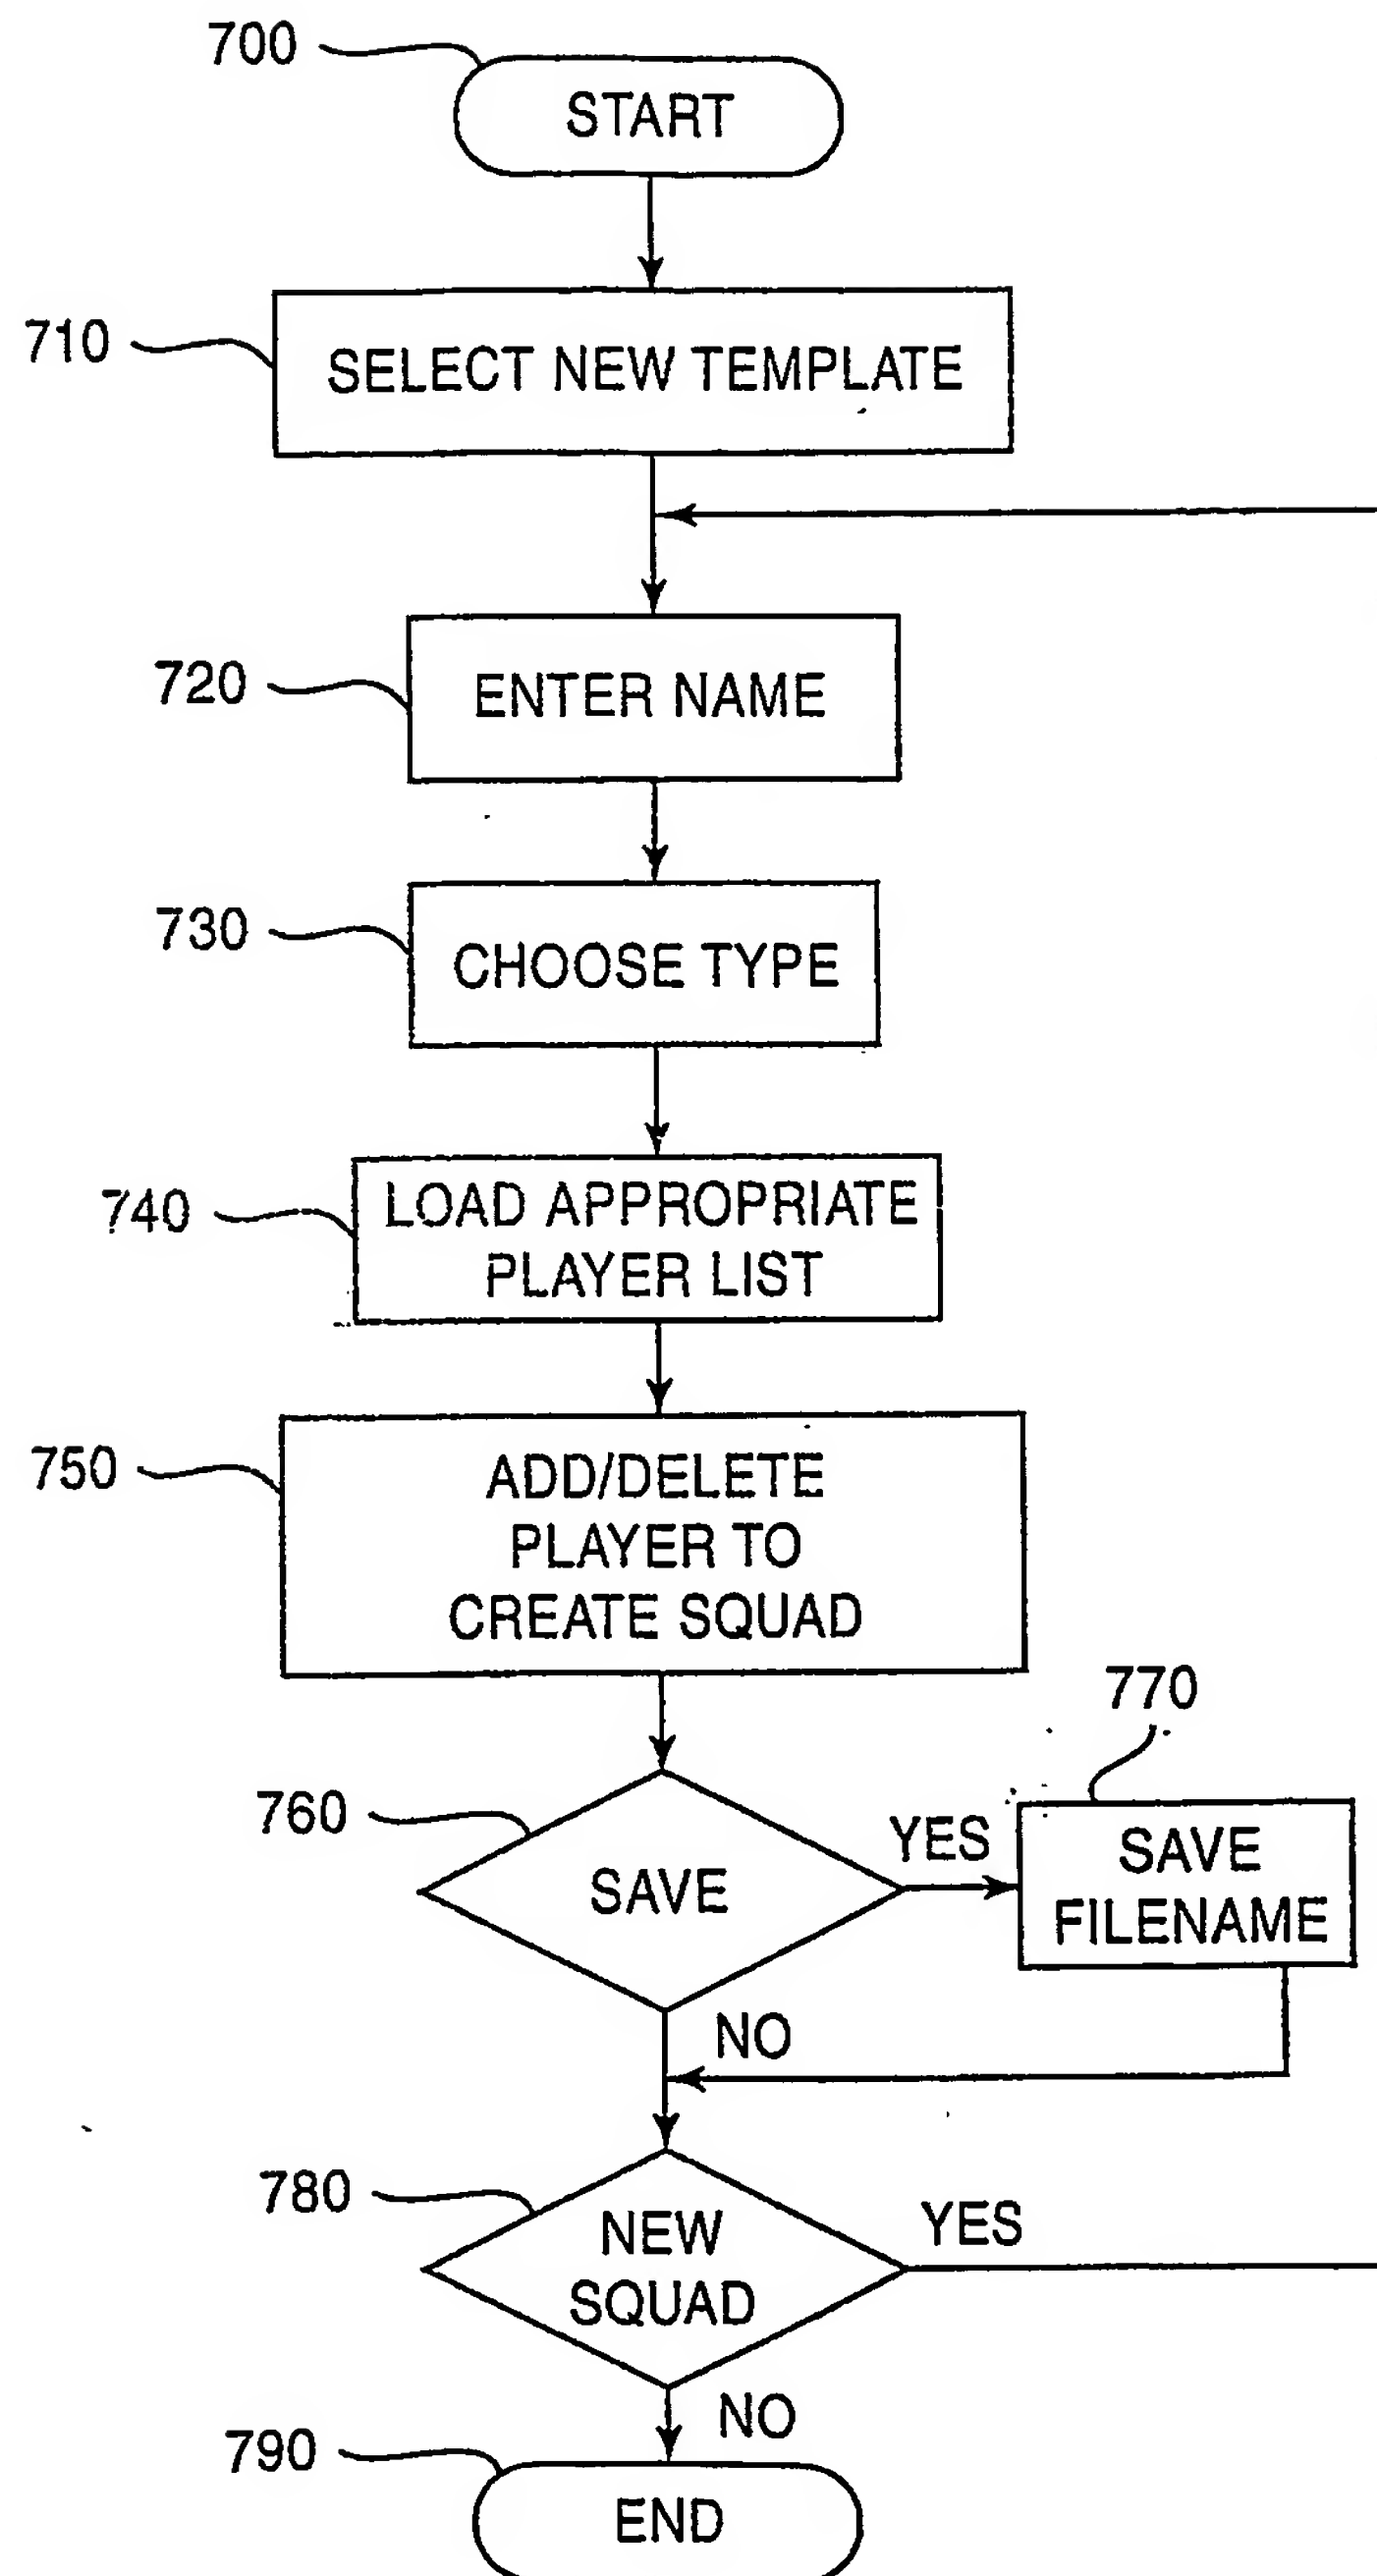 700
START
710
SELECT NEW TEMPLATE
720
ENTER NAME
730
CHOOSE TYPE
740
LOAD APPROPRIATE
PLAYER LIST
750
ADD/DELETE
PLAYER TO
CREATE SQUAD
770
760
SAVE
YES
SAVE
FILENAME
NO
780
NEW
SQUAD
YES
NO
790
END